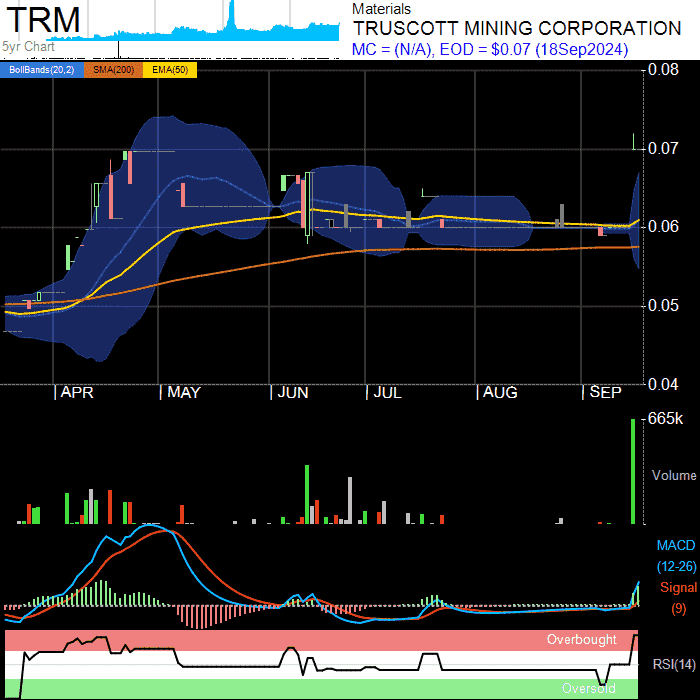 TRM
5yr Chart
Materials
TRUSCOTT MINING CORPORATION
MC = (N/A), EOD = $0.07 (18Sep2024)
BollBands(20,2) SMA(200) EMA(50)
0.08
0.07
0.06
0.05
0.04
APR MAY JUN JUL AUG SEP
665k
Volume
MACD
(12-26)
Signal
(9)
Overbought
RSI(14)
Oversold